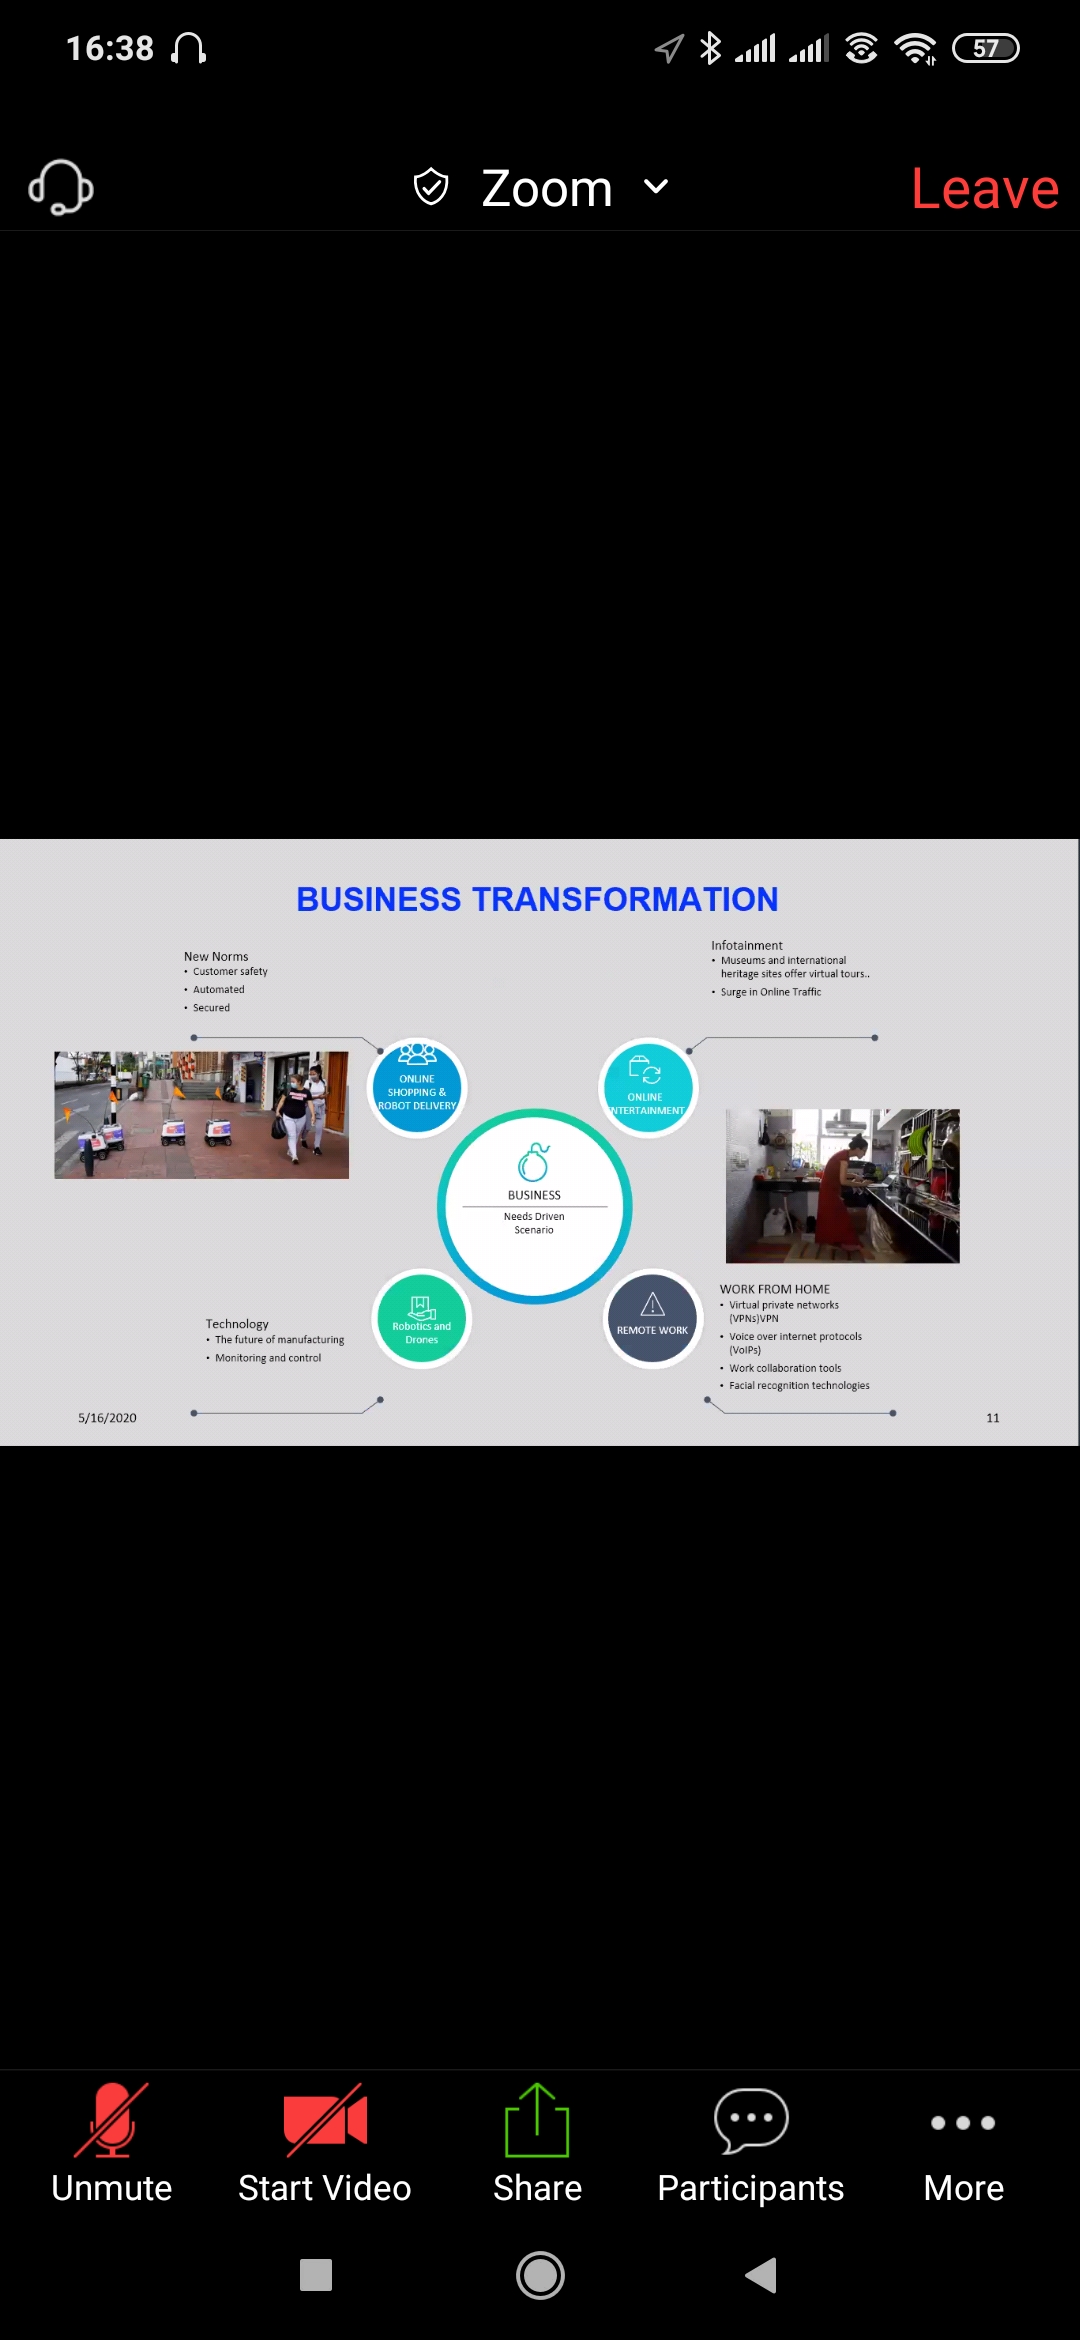 16:38
57
Zoom
Leave
BUSINESS TRANSFORMATION
New Norms
• Customer safety
• Automated
• Secured
Infotainment
• Museums and international
heritage sites offer virtual tours..
• Surge in Online Traffic
ONLINE
SHOPPING &
ROBOT DELIVERY
ONLINE
NTERTAINMENT
BUSINESS
Needs Driven
Scenario
Robotics and
Drones
REMOTE WORK
Technology
• The future of manufacturing
• Monitoring and control
WORK FROM HOME
• Virtual private networks
(VPNs)VPN
• Voice over internet protocols
(VoIPs)
• Work collaboration tools
• Facial recognition technologies
5/16/2020
11
Unmute
Start Video
Share
Participants
More